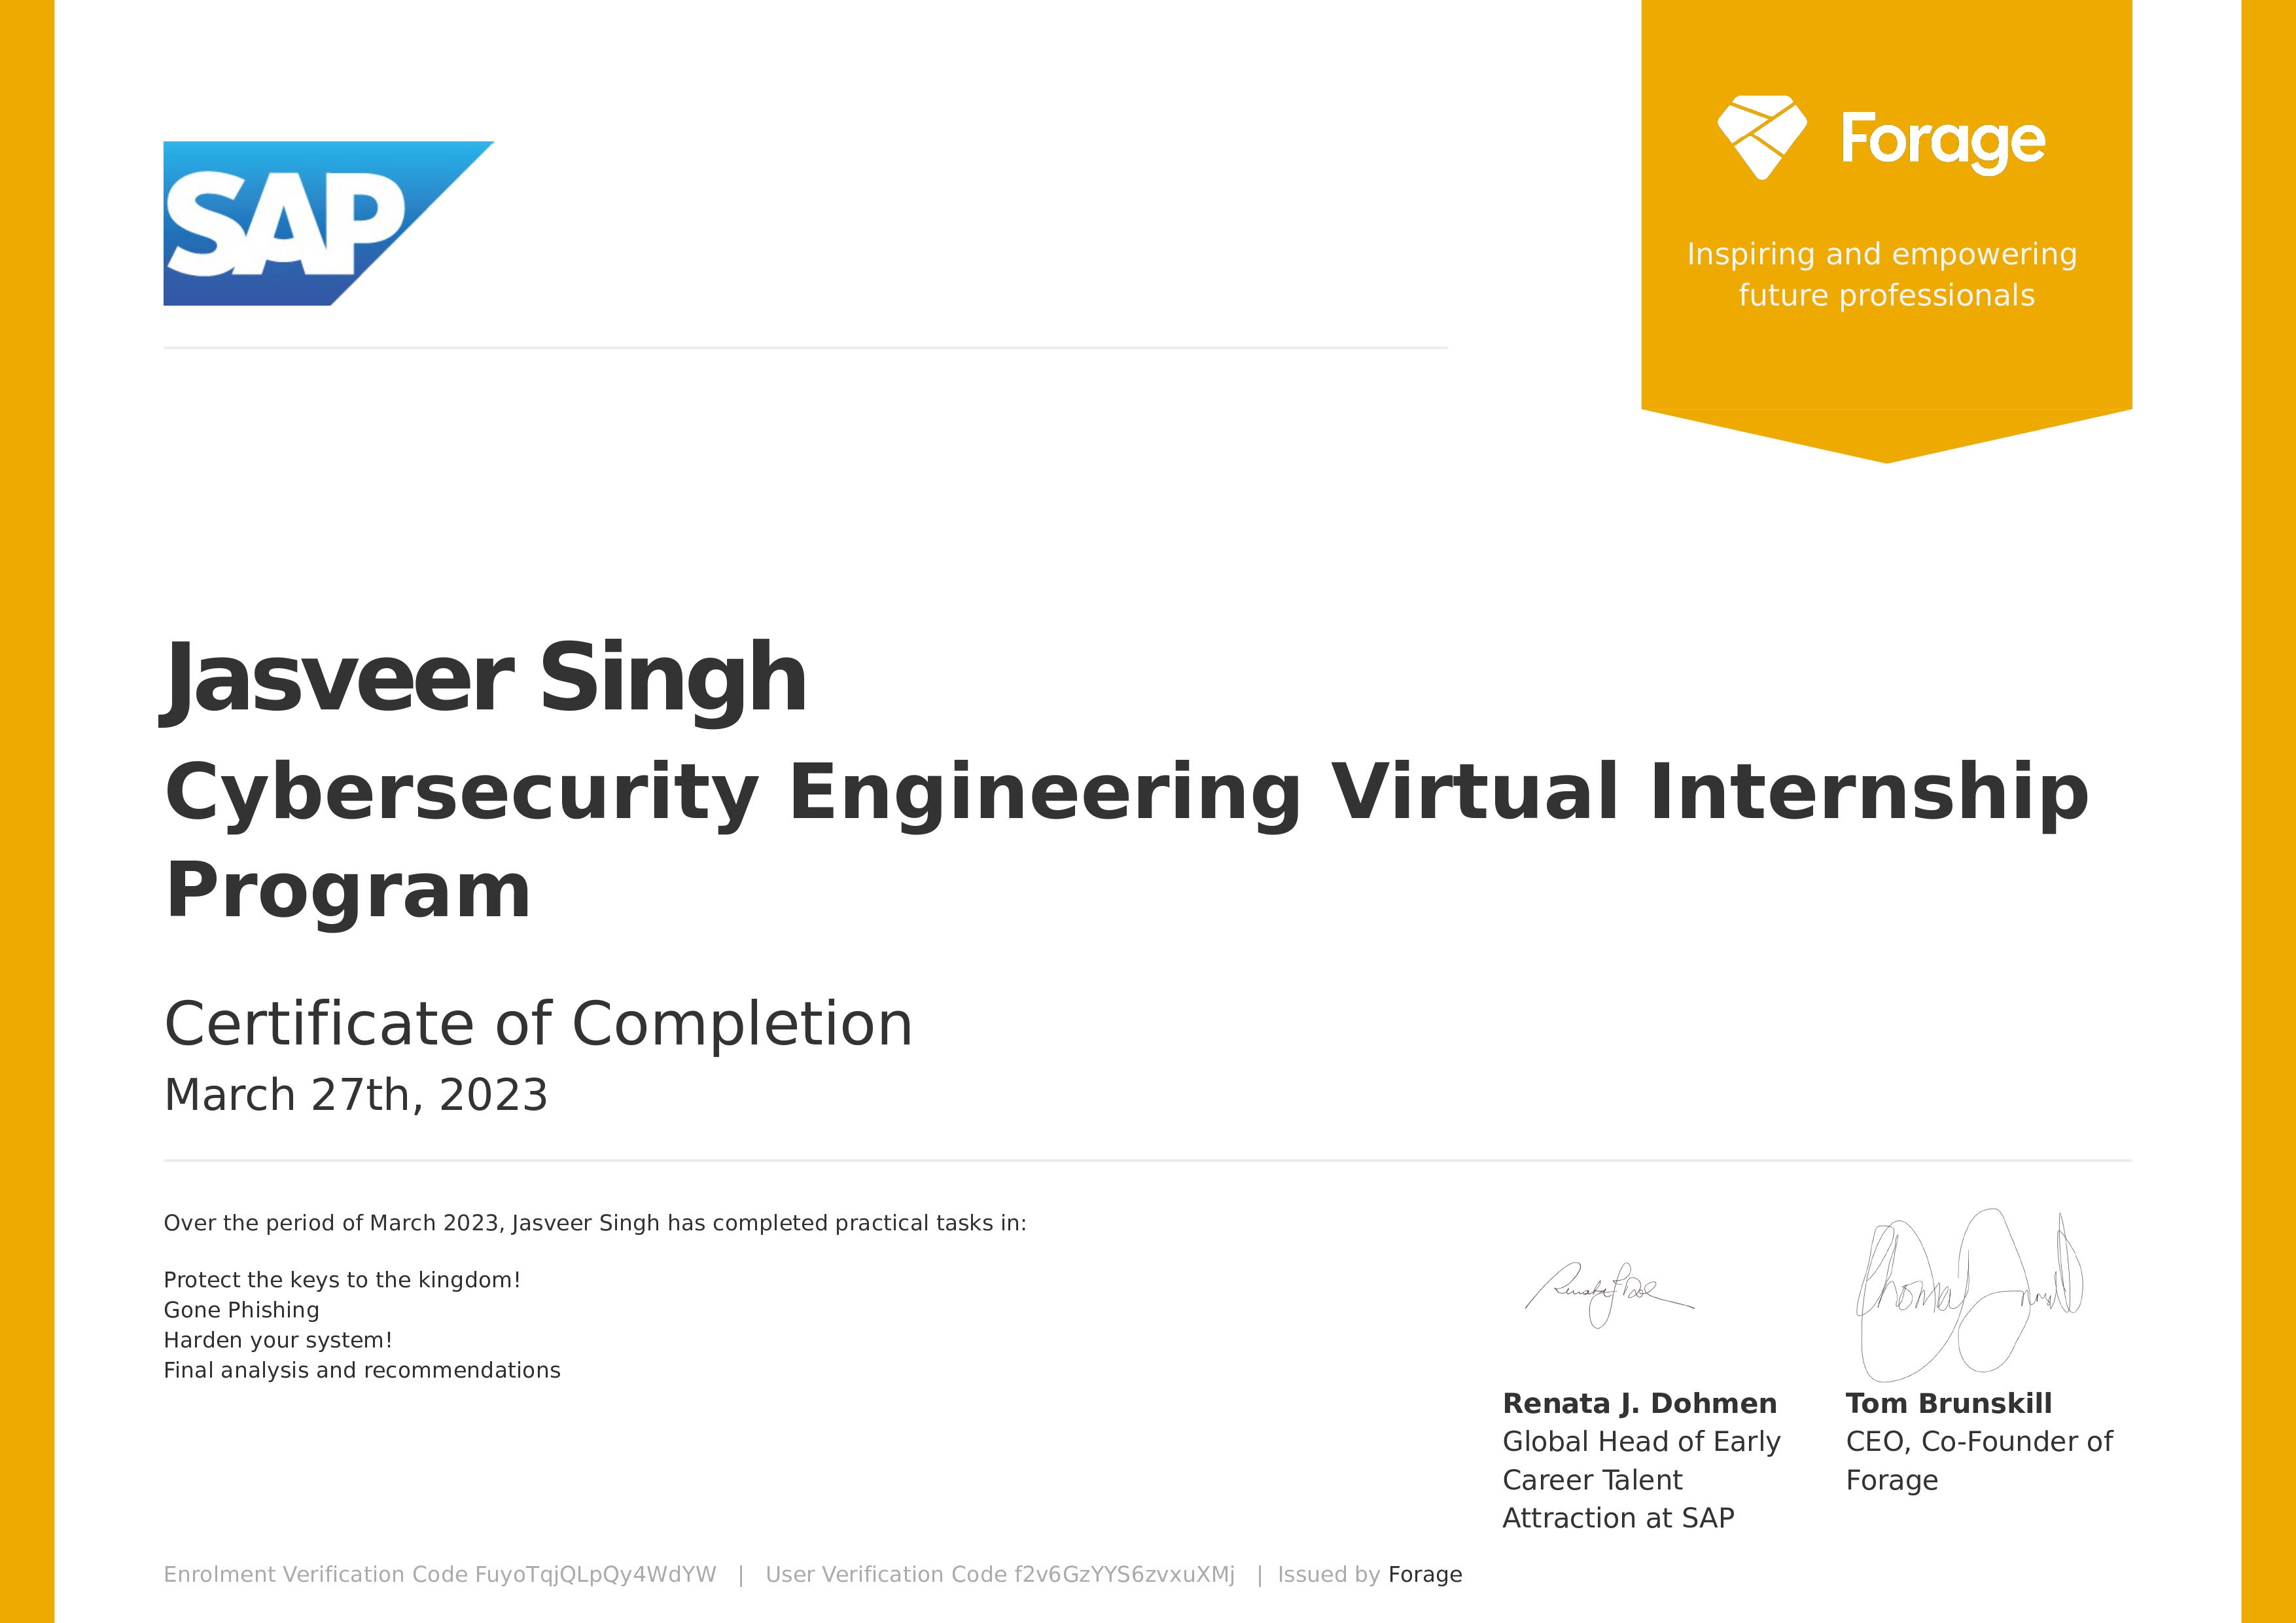 SAP
Forage
Inspiring and empowering
future professionals
Jasveer Singh
Cybersecurity Engineering Virtual Internship
Program
Certificate of Completion
March 27th, 2023
Over the period of March 2023, Jasveer Singh has completed practical tasks in:
Protect the keys to the kingdom!
Gone Phishing
Harden your system!
Final analysis and recommendations
Renata J. Dohmen
Global Head of Early
Career Talent
Attraction at SAP
Tom Brunskill
CEO, Co-Founder of
Forage
Enrolment Verification Code FuyoTqjQLpQy4WdYW | User Verification Code f2v6GzYYS6zvxuXMj | Issued by Forage